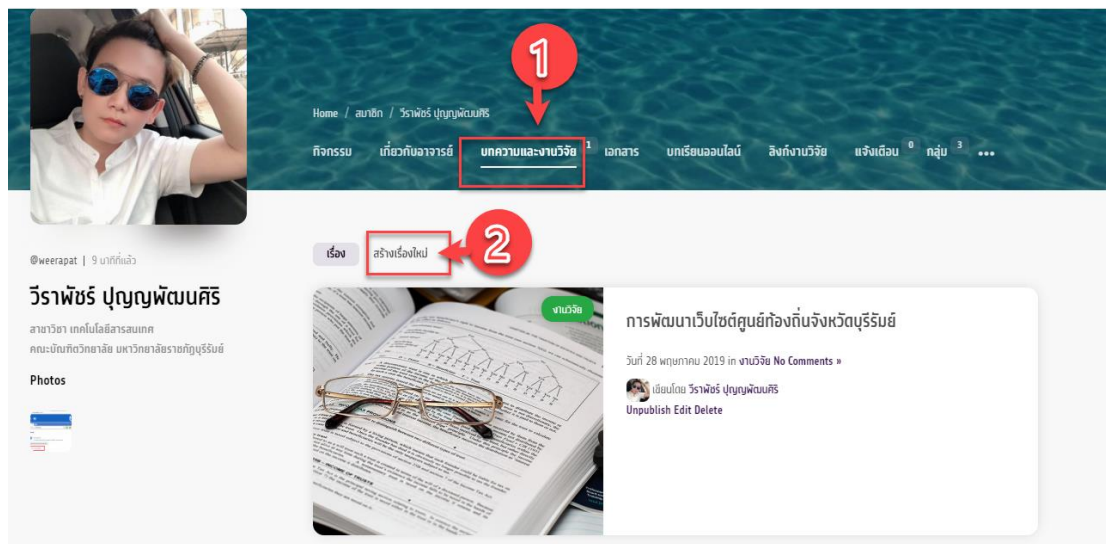 1
Home / สมาชิก / วีราพัชร์ ปุญญพัฒนศิริ
กิจกรรม เกี่ยวกับอาจารย์ บทความและงานวิจัย 1 เอกสาร บทเรียนออนไลน์ ลิงก์งานวิจัย แจ้งเตือน 0 กลุ่ม 3 •••
เรื่อง สร้างเรื่องใหม่ 2
@weerapat | 9 นาทีที่แล้ว
วีราพัชร์ ปุญญพัฒนศิริ
สาขาวิชา เทคโนโลยีสารสนเทศ
คณะบัณฑิตวิทยาลัย มหาวิทยาลัยราชภัฏบุรีรัมย์
Photos
งานวิจัย
การพัฒนาเว็บไซต์ศูนย์ท้องถิ่นจังหวัดบุรีรัมย์
วันที่ 28 พฤษภาคม 2019 in งานวิจัย No Comments »
เขียนโดย วีราพัชร์ ปุญญพัฒนศิริ
Unpublish Edit Delete